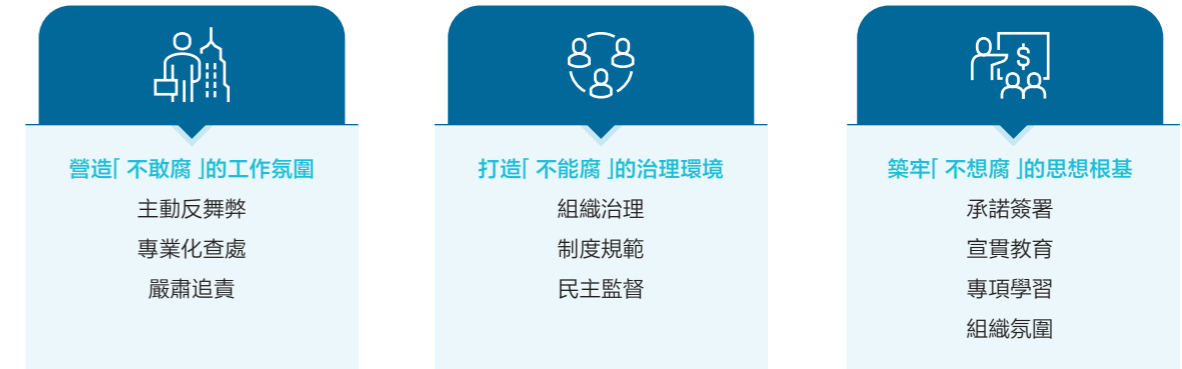 營造「不敢腐」的工作氛圍
主動反舞弊
專業化查處
嚴肅追責
打造「不能腐」的治理環境
組織治理
制度規範
民主監督
築牢「不想腐」的思想根基
承諾簽署
宣貫教育
專項學習
組織氛圍
$